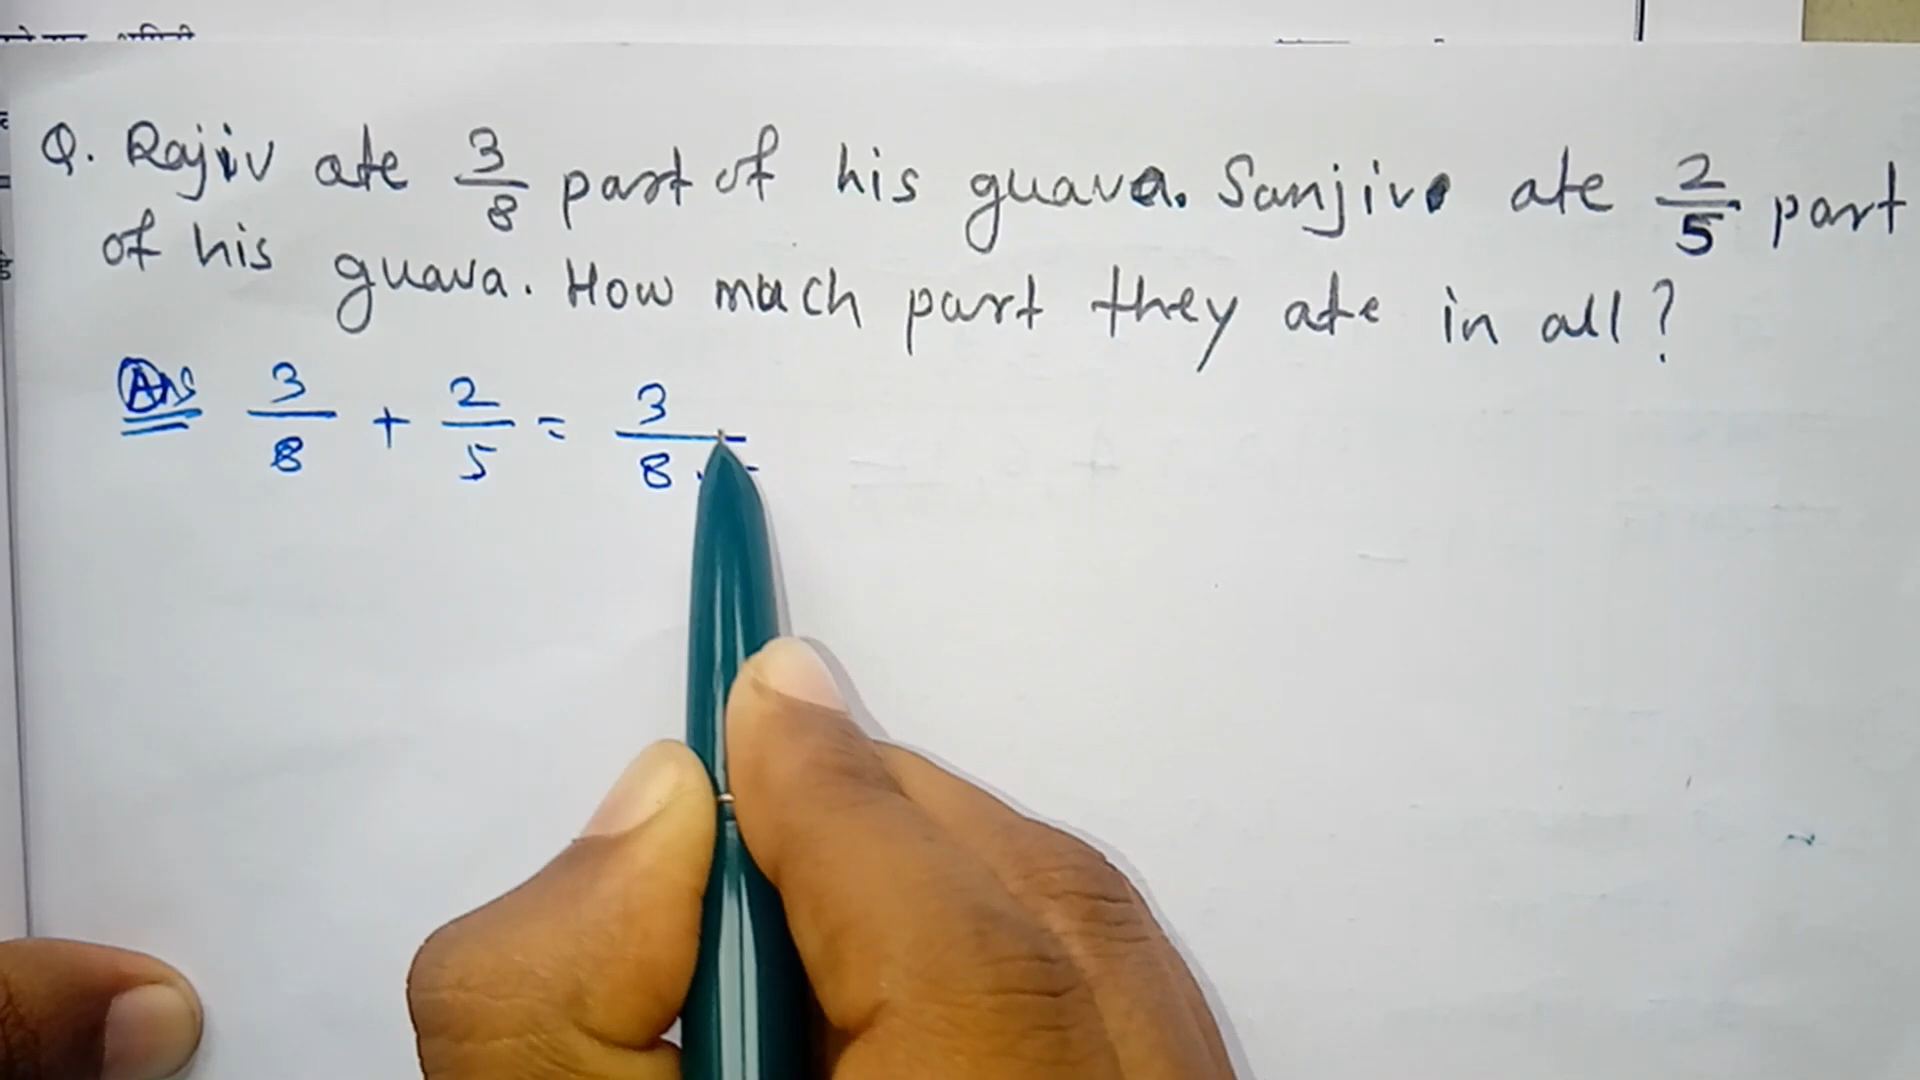 Q. Rajiv ate 3/8 part of his guava. Sanjiv ate 2/5 part
of his guava. How much part they ate in all?
Ans 3/8 + 2/5 = 3/8